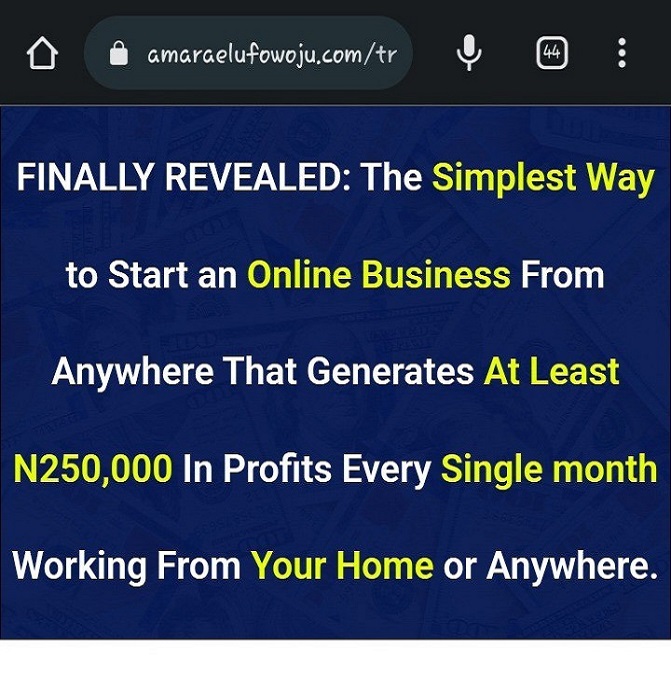 amaraelufowoju.com/tr
44
FINALLY REVEALED: The Simplest Way
to Start an Online Business From
Anywhere That Generates At Least
N250,000 In Profits Every Single month
Working From Your Home or Anywhere.